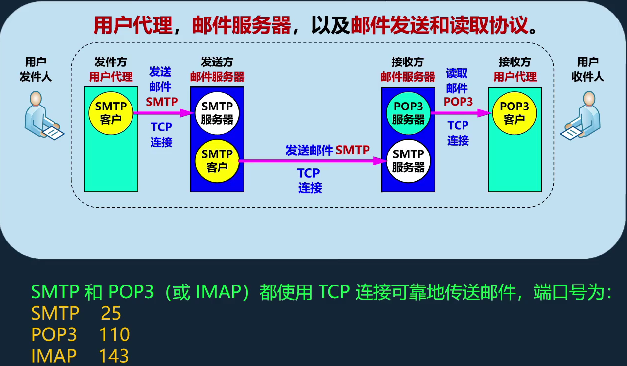 用户代理，邮件服务器，以及邮件发送和读取协议。
用户
发件人
发件方
用户代理
发送
邮件
SMTP
发送方
邮件服务器
接收方
邮件服务器
读取
邮件
POP3
接收方
用户代理
用户
收件人
SMTP
客户
TCP
连接
SMTP
服务器
POP3
服务器
TCP
连接
POP3
客户
SMTP
客户
发送邮件 SMTP
TCP
连接
SMTP
服务器
SMTP 和 POP3（或 IMAP）都使用 TCP 连接可靠地传送邮件，端口号为：
SMTP 25
POP3 110
IMAP 143